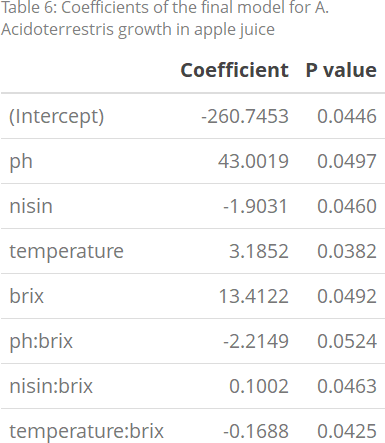 Table 6: Coefficients of the final model for A.
Acidoterrestris growth in apple juice
Coefficient P value
(Intercept) -260.7453 0.0446
ph 43.0019 0.0497
nisin -1.9031 0.0460
temperature 3.1852 0.0382
brix 13.4122 0.0492
ph:brix -2.2149 0.0524
nisin:brix 0.1002 0.0463
temperature:brix -0.1688 0.0425